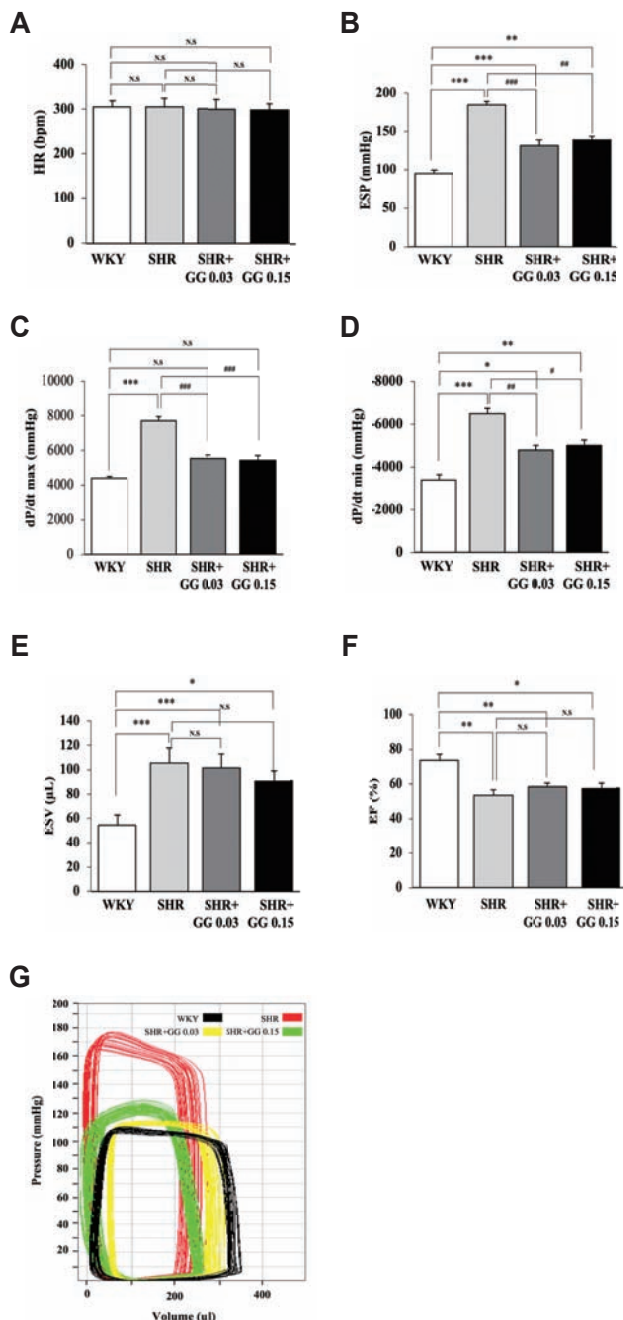 A
N.S
N.S
N.S N.S N.S
HR (bpm)
400
300
200
100
0
WKY SHR SHR+ SHR+
GG 0.03 GG 0.15
B
**
*** ##
*** ###
ESP (mmHg)
200
150
100
50
0
WKY SHR SHR+ SHR+
GG 0.03 GG 0.15
C
N.S
N.S ###
*** ###
dP/dt max (mmHg)
10000
8000
6000
4000
2000
0
WKY SHR SHR+ SHR+
GG 0.03 GG 0.15
D
**
* #
*** ##
dP/dt min (mmHg)
-8000
-6000
-4000
-2000
0
WKY SHR SHR+ SHR+
GG 0.03 GG 0.15
E
*
*** N.S
*** N.S
ESV (µL)
140
120
100
80
60
40
20
0
WKY SHR SHR+ SHR+
GG 0.03 GG 0.15
F
*
** N.S
** N.S
EF (%)
100
80
60
40
20
0
WKY SHR SHR+ SHR+
GG 0.03 GG 0.15
G
Pressure (mmHg)
200
180
160
140
120
100
80
60
40
20
WKY SHR
SHR+GG 0.03 SHR+GG 0.15
0 200 400
Volume (ul)